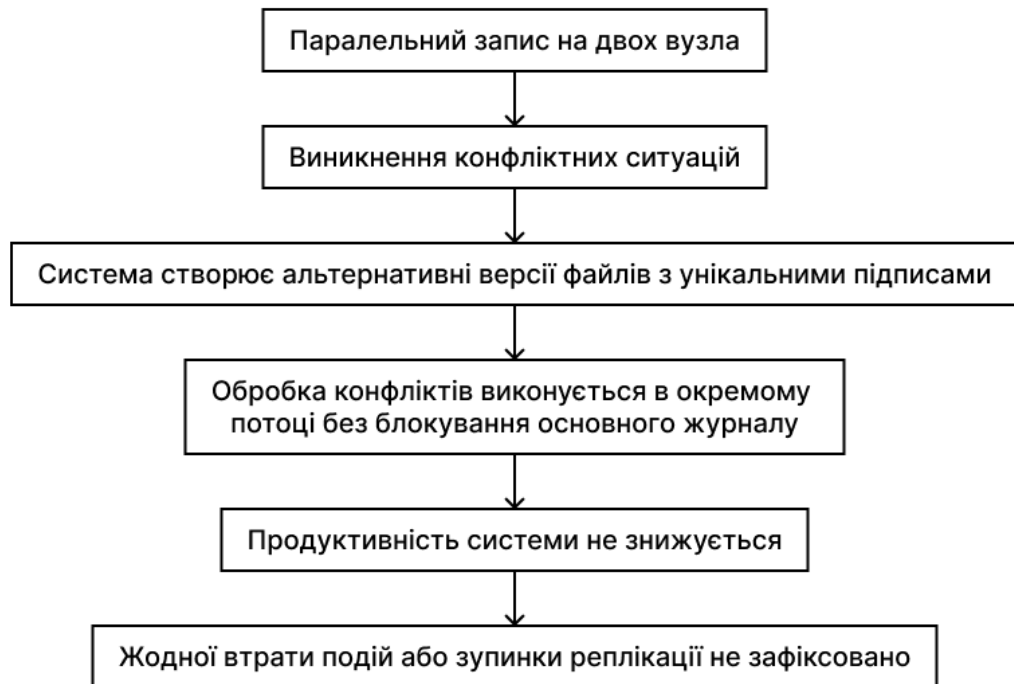 Паралельний запис на двох вузла
Виникнення конфліктних ситуацій
Система створює альтернативні версії файлів з унікальними підписами
Обробка конфліктів виконується в окремому
потоці без блокування основного журналу
Продуктивність системи не знижується
Жодної втрати подій або зупинки реплікації не зафіксовано